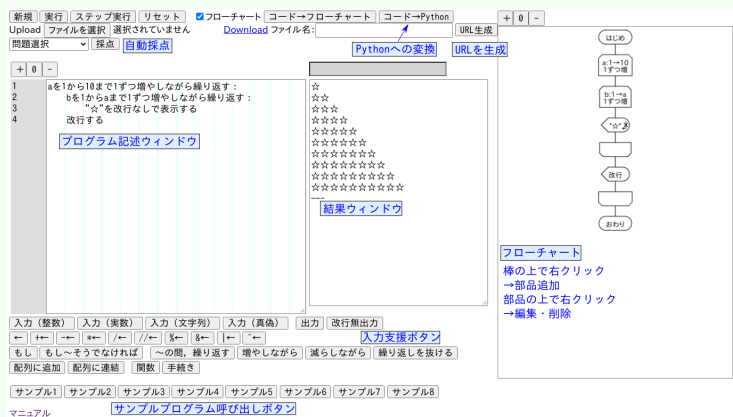 新規 実行 ステップ実行 リセット フローチャート コード→フローチャート コード→Python
Upload ファイルを選択 選択されていません Download ファイル名: URL生成
問題選択 採点 自動採点 Pythonへの変換 URLを生成
+ 0 -
1 aを1から10まで1ずつ増やしながら繰り返す:
2 bを1からaまで1ずつ増やしながら繰り返す:
3 "☆"を改行なしで表示する
4 改行する
プログラム記述ウィンドウ
☆
☆☆
☆☆☆
☆☆☆☆
☆☆☆☆☆
☆☆☆☆☆☆
☆☆☆☆☆☆☆
☆☆☆☆☆☆☆☆
☆☆☆☆☆☆☆☆☆
☆☆☆☆☆☆☆☆☆☆
---
結果ウィンドウ
+ 0 -
はじめ
a:1→10
1ずつ増
b:1→a
1ずつ増
"☆"
改行
おわり
フローチャート
棒の上で右クリック
→部品追加
部品の上で右クリック
→編集・削除
入力(整数) 入力(実数) 入力(文字列) 入力(真偽) 出力 改行無出力
← +← -← *← /← //← %← &← |← ^← 入力支援ボタン
もし もし~そうでなければ ~の間,繰り返す 増やしながら 減らしながら 繰り返しを抜ける
配列に追加 配列に連結 関数 手続き
サンプル1 サンプル2 サンプル3 サンプル4 サンプル5 サンプル6 サンプル7 サンプル8
マニュアル サンプルプログラム呼び出しボタン